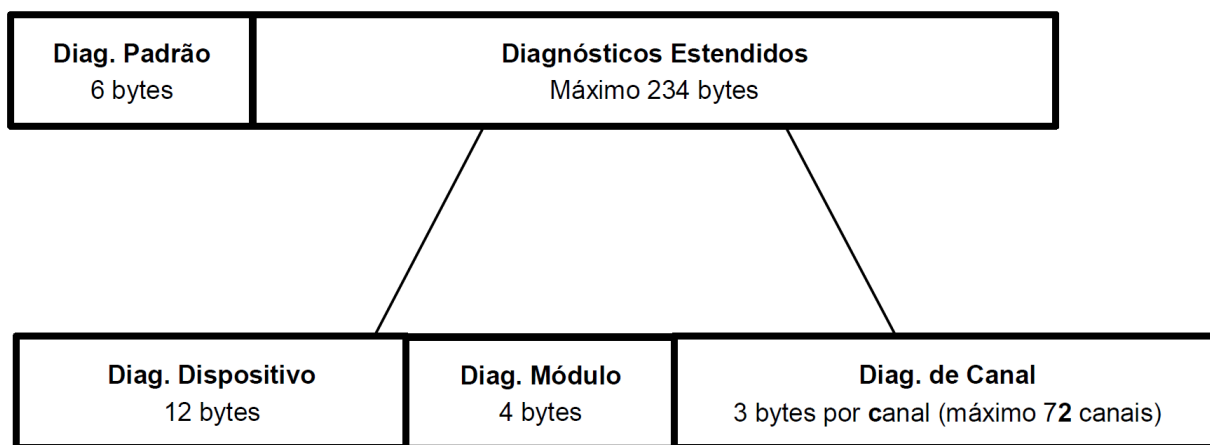 Diag. Padrão
6 bytes
Diagnósticos Estendidos
Máximo 234 bytes
Diag. Dispositivo
12 bytes
Diag. Módulo
4 bytes
Diag. de Canal
3 bytes por canal (máximo 72 canais)